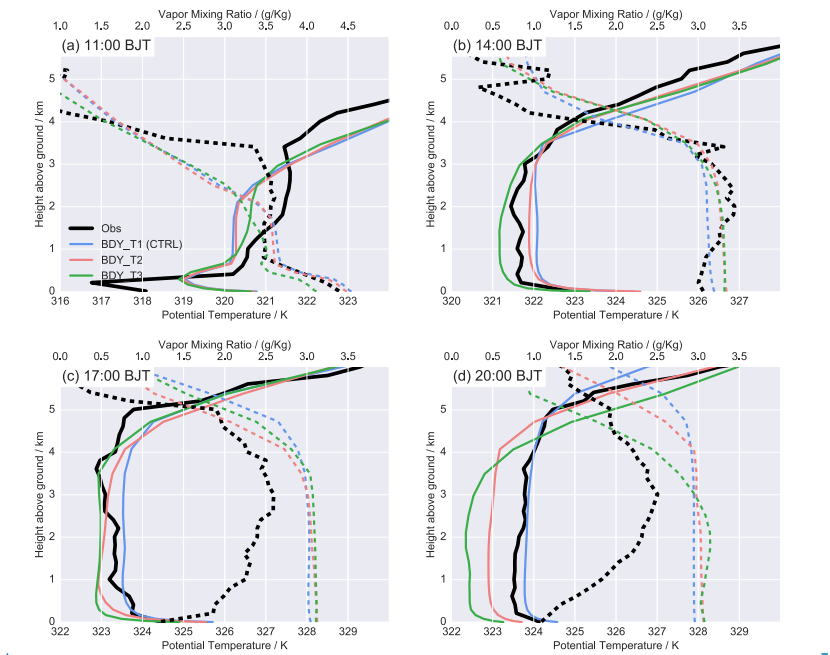 Vapor Mixing Ratio / (g/Kg)
1.0 1.5 2.0 2.5 3.0 3.5 4.0 4.5
(a) 11:00 BJT
5
4
3
2
1
0
Height above ground / km
Obs
BDY_T1 (CTRL)
BDY_T2
BDY_T3
316 317 318 319 320 321 322 323
Potential Temperature / K
Vapor Mixing Ratio / (g/Kg)
0.0 0.5 1.0 1.5 2.0 2.5 3.0 3.5
(b) 14:00 BJT
5
4
3
2
1
0
Height above ground / km
320 321 322 323 324 325 326 327
Potential Temperature / K
Vapor Mixing Ratio / (g/Kg)
0.0 0.5 1.0 1.5 2.0 2.5 3.0 3.5
(c) 17:00 BJT
5
4
3
2
1
0
Height above ground / km
322 323 324 325 326 327 328 329
Potential Temperature / K
Vapor Mixing Ratio / (g/Kg)
0.0 0.5 1.0 1.5 2.0 2.5 3.0 3.5
(d) 20:00 BJT
5
4
3
2
1
0
Height above ground / km
322 323 324 325 326 327 328 329
Potential Temperature / K